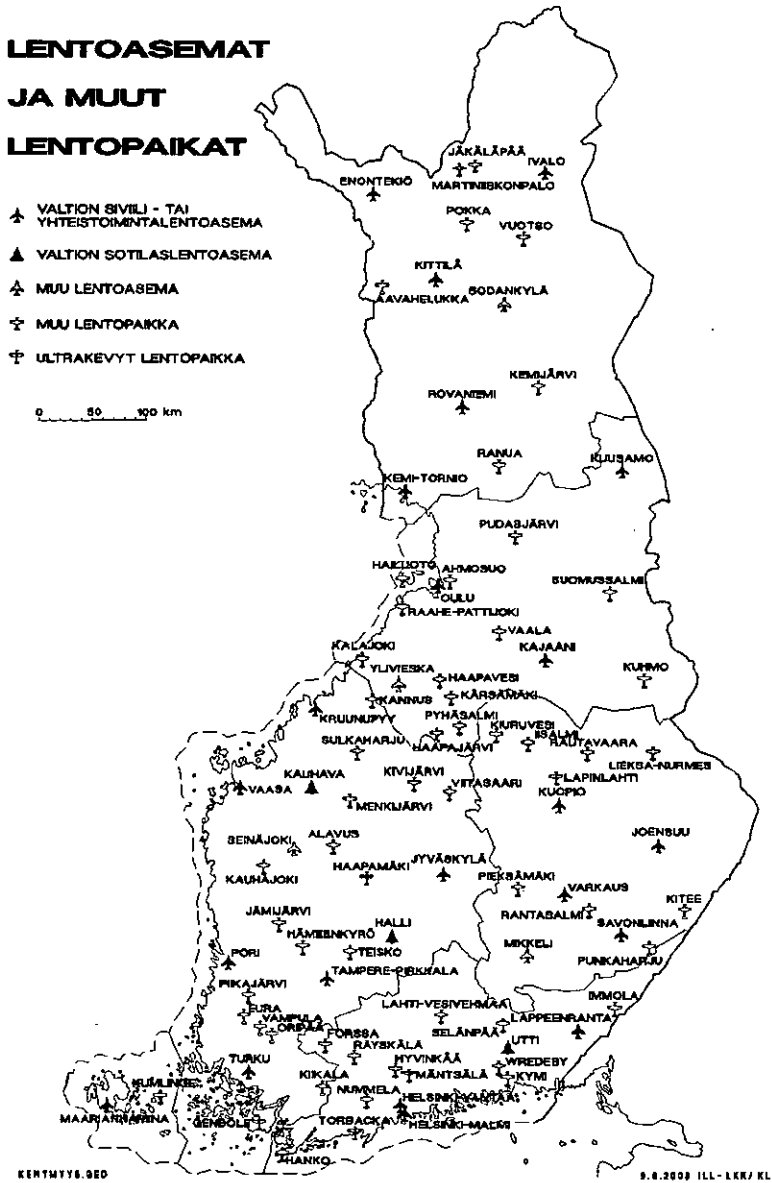 LENTOASEMAT
JA MUUT
LENTOPAIKAT
VALTION SIVIILI - TAI
YHTEISTOIMINTALENTOASEMA
VALTION SOTILASLENTOASEMA
MUU LENTOASEMA
MUU LENTOPAIKKA
ULTRAKEVYT LENTOPAIKKA
0 50 100 km
JÄKÄLÄPÄÄ
IVALO
ENONTEKIÖ
MARTINIISKONPALO
POKKA
VUOTSO
KITTILÄ
AAVAHELUKKA
SODANKYLÄ
KEMIJÄRVI
ROVANIEMI
RANUA
KUUSAMO
KEMI-TORNIO
PUDASJÄRVI
HAILUOTO
AHMOSUO
OULU
SUOMUSSALMI
RAAHE-PATTIJOKI
VAALA
KALAJOKI
KAJAANI
YLIVIESKA
HAAPAVESI
KUHMO
KANNUS
KÄRSÄMÄKI
KRUUNUPYY
PYHÄSALMI
KIURUVESI
SULKAHARJU
HAAPAJÄRVI
IISALMI
RAUTAVAARA
LIEKSA-NURMES
KAUHAVA
KIVIJÄRVI
VIITASAARI
LAPINLAHTI
VAASA
MENKIJÄRVI
KUOPIO
SEINÄJOKI
ALAVUS
JOENSUU
KAUHAJOKI
HAAPAMÄKI
JYVÄSKYLÄ
PIEKSÄMÄKI
VARKAUS
KITEE
JÄMIJÄRVI
RANTASALMI
HÄMEENKYRÖ
HALLI
SAVONLINNA
TEISKO
MIKKELI
PUNKAHARJU
PORI
TAMPERE-PIRKKALA
PIIKAJÄRVI
IMMOLA
EURA
LAHTI-VESIVEHMAA
LAPPEENRANTA
VAMPULA
SELÄNPÄÄ
ORIPÄÄ
FORSSA
UTTI
RÄYSKÄLÄ
TURKU
HYVINKÄÄ
WREDEBY
KIIKALA
MÄNTSÄLÄ
KYMI
KUMLINGE
NUMMELA
HELSINKI-VANTAA
MAARIANHAMINA
GENBÖLE
TORBACKA
HELSINKI-MALMI
HANKO
KENTMTY6.GEO
9.6.2003 ILL-LKK/KL